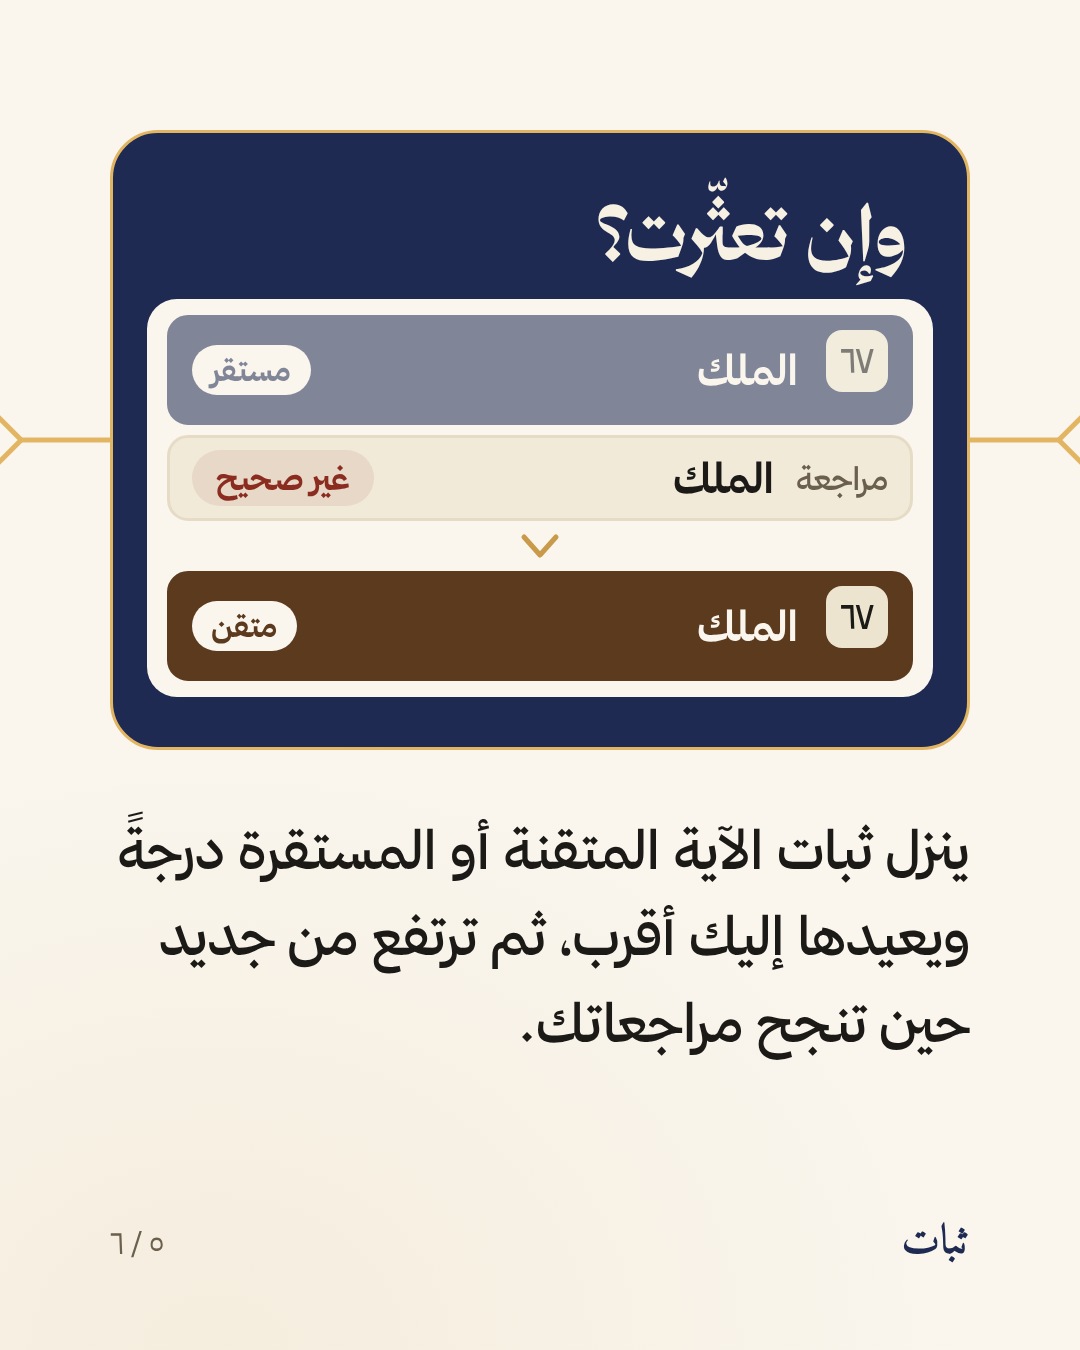 وإن تعثّرت؟
٦٧ الملك مستقر
مراجعة الملك غير صحيح
٦٧ الملك متقن
ينزل ثبات الآية المتقنة أو المستقرة درجةً
ويعيدها إليك أقرب، ثم ترتفع من جديد
حين تنجح مراجعاتك.
ثبات
٥ / ٦